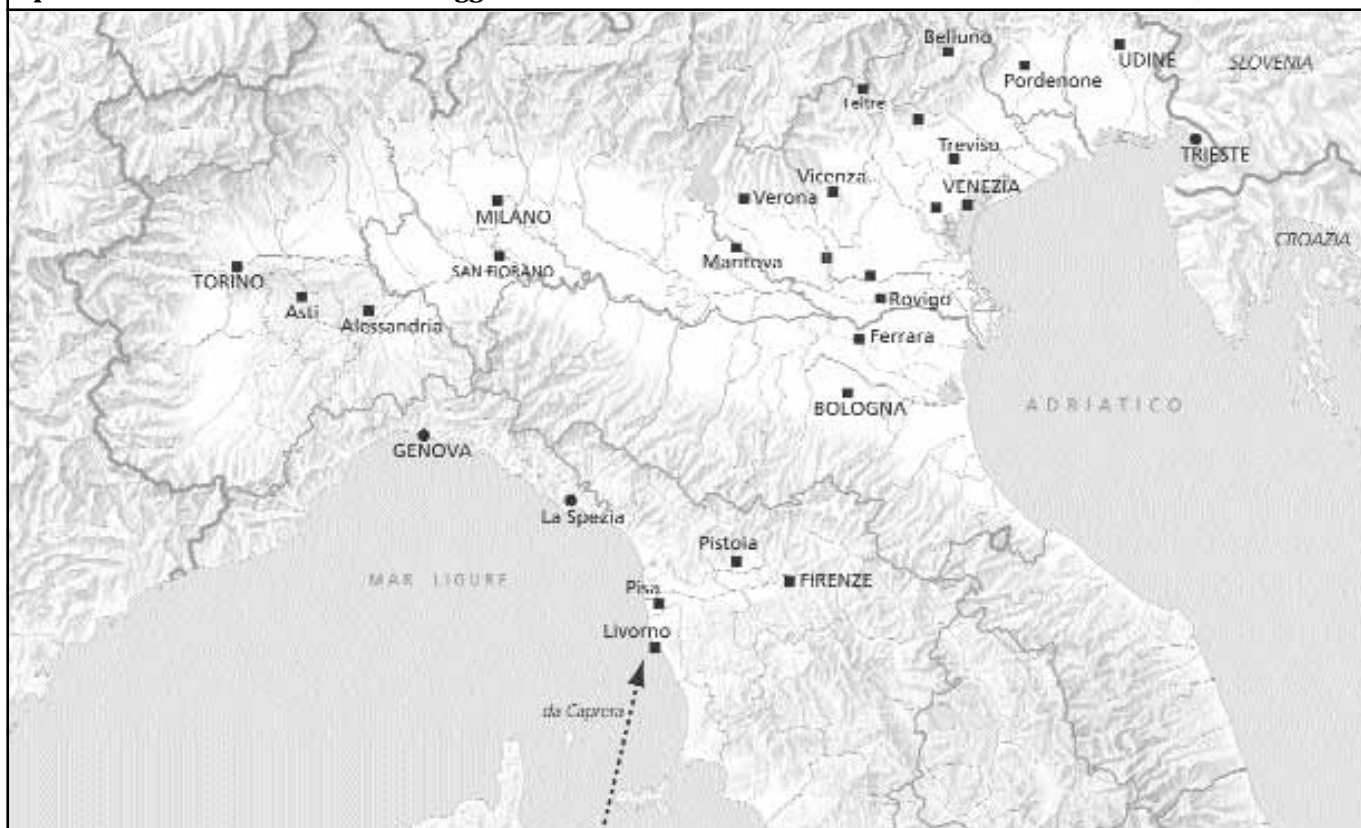 Belluno
UDINE
SLOVENIA
Pordenone
Feltre
TRIESTE
Treviso
Vicenza
VENEZIA
Verona
MILANO
CROAZIA
Mantova
SAN FIORANO
TORINO
Rovigo
Asti
Alessandria
Ferrara
ADRIATICO
BOLOGNA
GENOVA
La Spezia
Pistoia
MAR LIGURE
FIRENZE
Pisa
Livorno
da Caprera